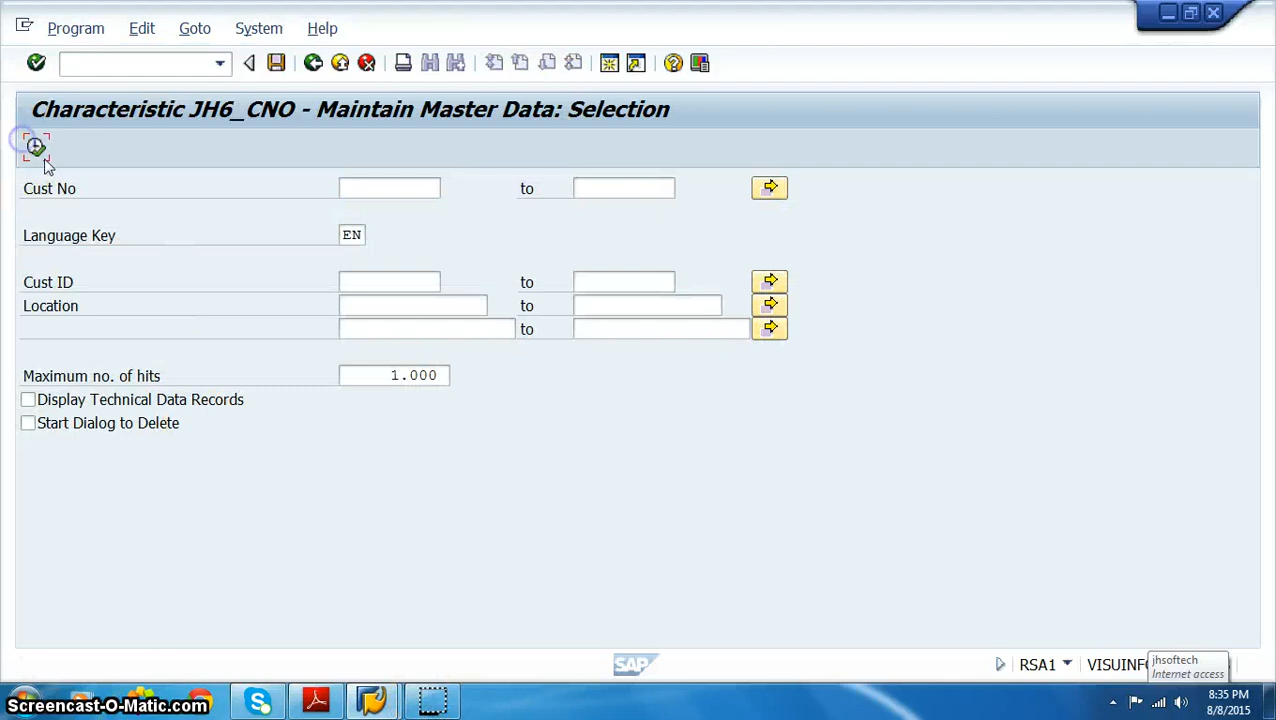 Program Edit Goto System Help
Characteristic JH6_CNO - Maintain Master Data: Selection
Cust No to
Language Key EN
Cust ID to
Location to
to
Maximum no. of hits 1.000
Display Technical Data Records
Start Dialog to Delete
SAP RSA1 VISUINF
jhsoftech
Internet access
8:35 PM
8/8/2015
Screencast-O-Matic.com